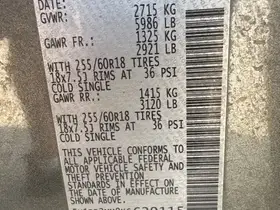 DATE:
GVWR: 2715 KG
5986 LB
GAWR FR.: 1325 KG
2921 LB
WITH 255/60R18 TIRES
18x7.5J RIMS AT 36 PSI
COLD SINGLE
GAWR RR.: 1415 KG
3120 LB
WITH 255/60R18 TIRES
18x7.5J RIMS AT 36 PSI
COLD SINGLE
THIS VEHICLE CONFORMS TO
ALL APPLICABLE FEDERAL
MOTOR VEHICLE SAFETY AND
THEFT PREVENTION
STANDARDS IN EFFECT ON
THE DATE OF MANUFACTURE
SHOWN ABOVE.